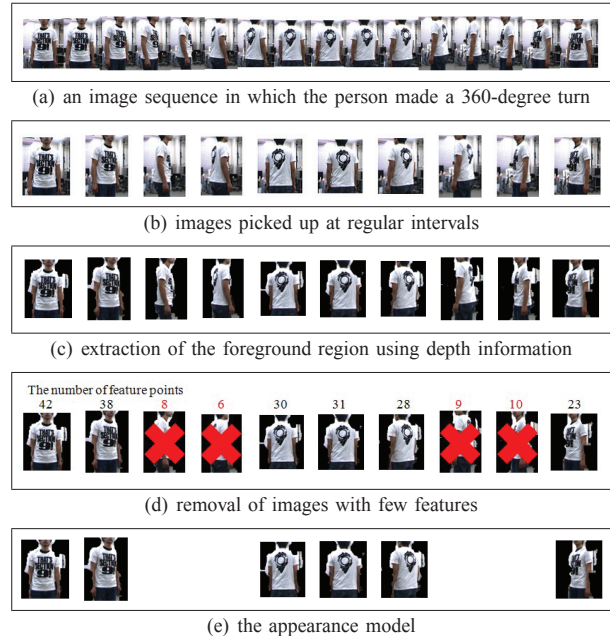 (a) an image sequence in which the person made a 360-degree turn
(b) images picked up at regular intervals
(c) extraction of the foreground region using depth information
The number of feature points
42 38 8 6 30 31 28 9 10 23
(d) removal of images with few features
(e) the appearance model